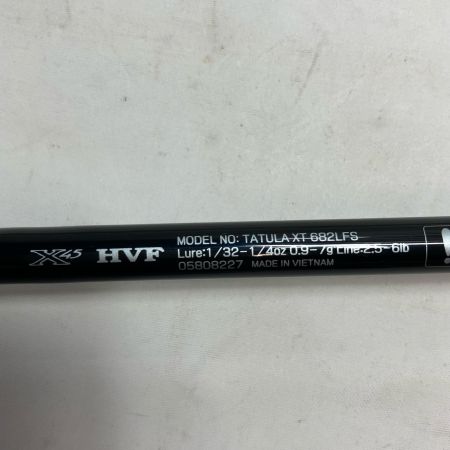 X45 HVF
MODEL NO: TATULA XT 682LFS
Lure:1/32-1/4oz 0.9-7g Line:2.5-6lb
05808227 MADE IN VIETNAM